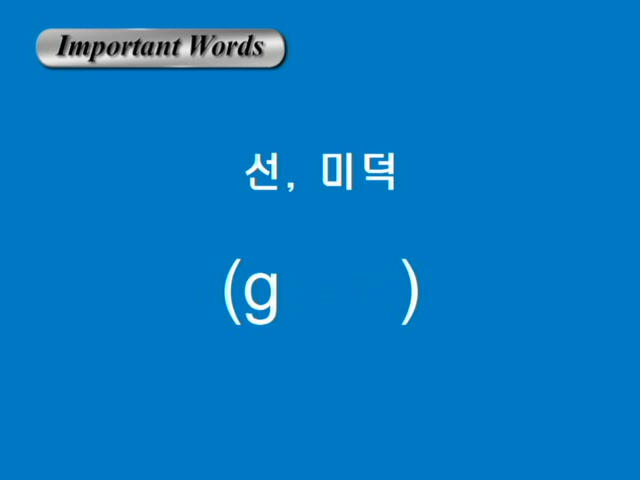 Important Words
선, 미덕
(g        )